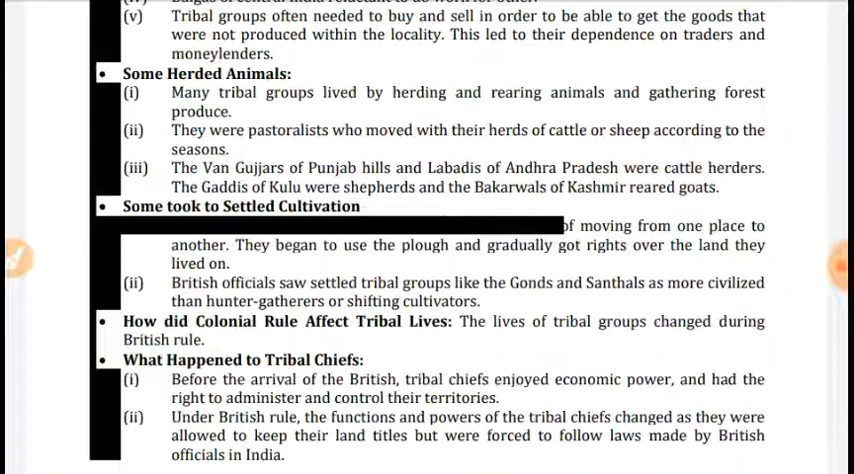 (v) Tribal groups often needed to buy and sell in order to be able to get the goods that
were not produced within the locality. This led to their dependence on traders and
moneylenders.
• Some Herded Animals:
(i) Many tribal groups lived by herding and rearing animals and gathering forest
produce.
(ii) They were pastoralists who moved with their herds of cattle or sheep according to the
seasons.
(iii) The Van Gujjars of Punjab hills and Labadis of Andhra Pradesh were cattle herders.
The Gaddis of Kulu were shepherds and the Bakarwals of Kashmir reared goats.
• Some took to Settled Cultivation
of moving from one place to
another. They began to use the plough and gradually got rights over the land they
lived on.
(ii) British officials saw settled tribal groups like the Gonds and Santhals as more civilized
than hunter-gatherers or shifting cultivators.
• How did Colonial Rule Affect Tribal Lives: The lives of tribal groups changed during
British rule.
• What Happened to Tribal Chiefs:
(i) Before the arrival of the British, tribal chiefs enjoyed economic power, and had the
right to administer and control their territories.
(ii) Under British rule, the functions and powers of the tribal chiefs changed as they were
allowed to keep their land titles but were forced to follow laws made by British
officials in India.